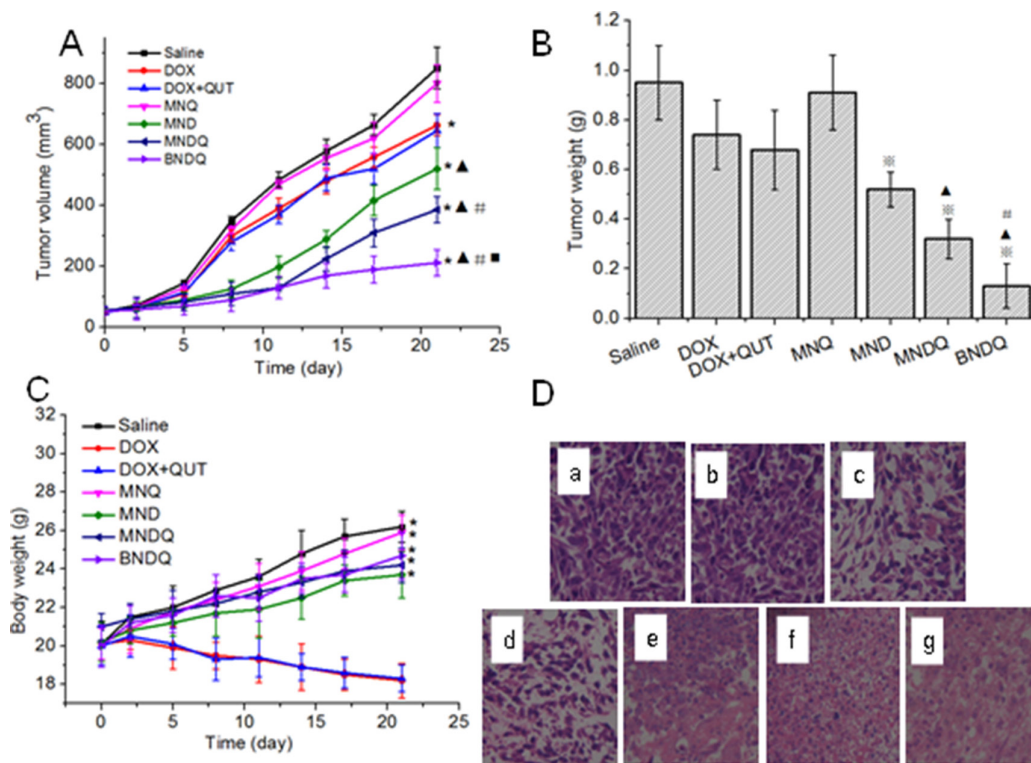 A
Saline
DOX
DOX+QUT
MNQ
MND
MNDQ
BNDQ
Tumor volume (mm³)
800
600
400
200
0
*
* ▲
* ▲ #
* ▲ # ■
0 5 10 15 20 25
Time (day)
B
Tumor weight (g)
1.2
1.0
0.8
0.6
0.4
0.2
0.0
※
▲
※
#
▲
※
Saline DOX DOX+QUT MNQ MND MNDQ BNDQ
C
Saline
DOX
DOX+QUT
MNQ
MND
MNDQ
BNDQ
Body weight (g)
32
30
28
26
24
22
20
18
*
*
*
*
*
0 5 10 15 20 25
Time (day)
D
a b c
d e f g